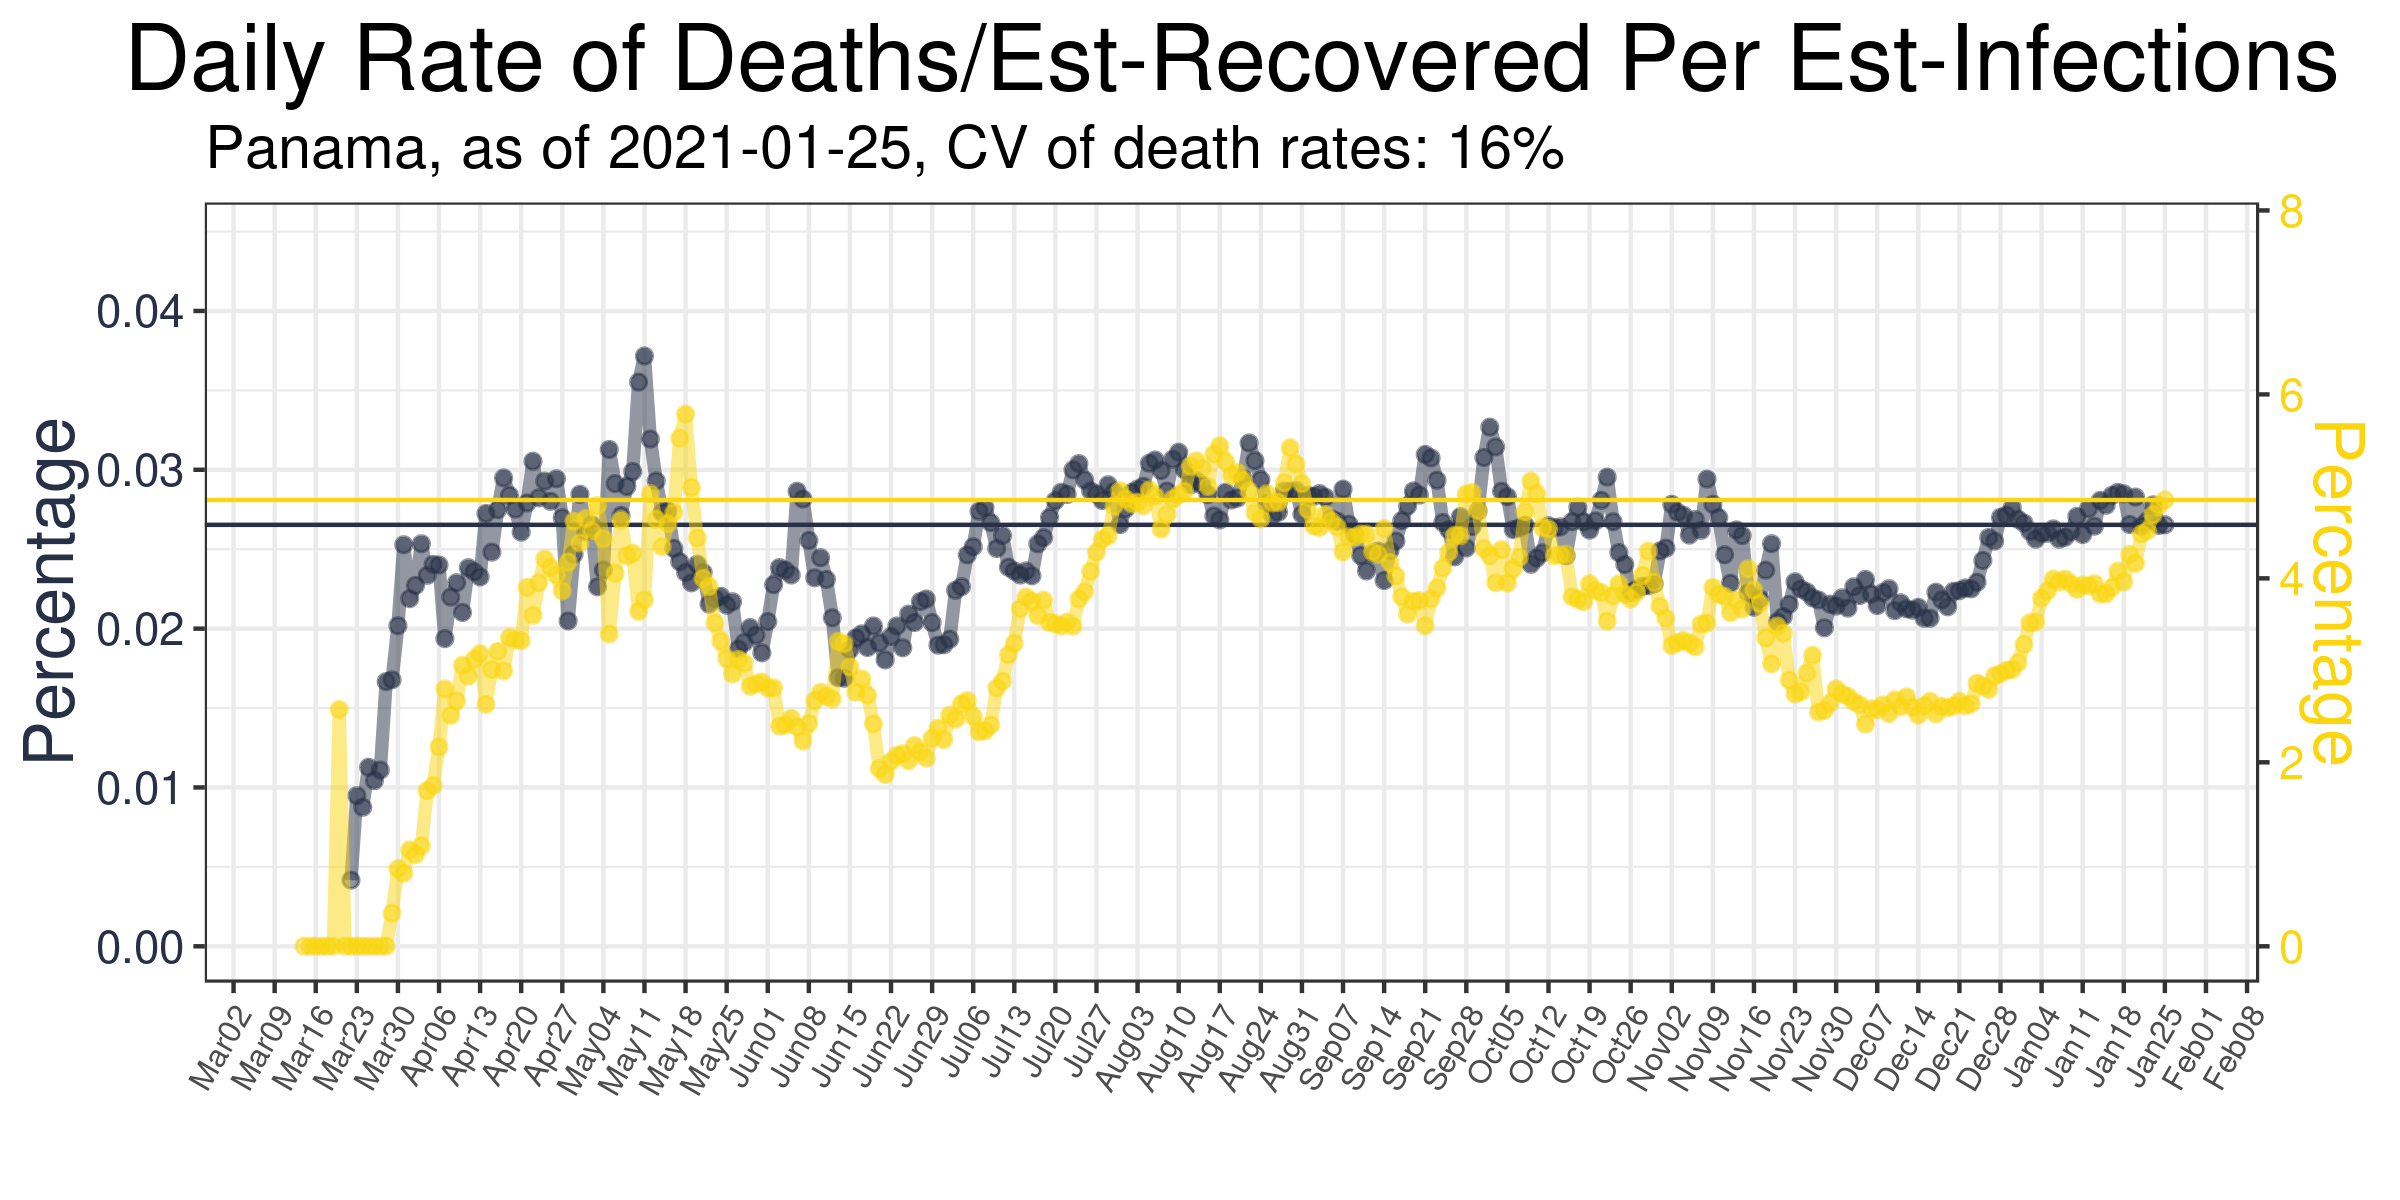 Daily Rate of Deaths/Est-Recovered Per Est-Infections
Panama, as of 2021-01-25, CV of death rates: 16%
Percentage
0.04
0.03
0.02
0.01
0.00
8
6
4
2
0
Percentage
Mar02
Mar09
Mar16
Mar23
Mar30
Apr06
Apr13
Apr20
Apr27
May04
May11
May18
May25
Jun01
Jun08
Jun15
Jun22
Jun29
Jul06
Jul13
Jul20
Jul27
Aug03
Aug10
Aug17
Aug24
Aug31
Sep07
Sep14
Sep21
Sep28
Oct05
Oct12
Oct19
Oct26
Nov02
Nov09
Nov16
Nov23
Nov30
Dec07
Dec14
Dec21
Dec28
Jan04
Jan11
Jan18
Jan25
Feb01
Feb08